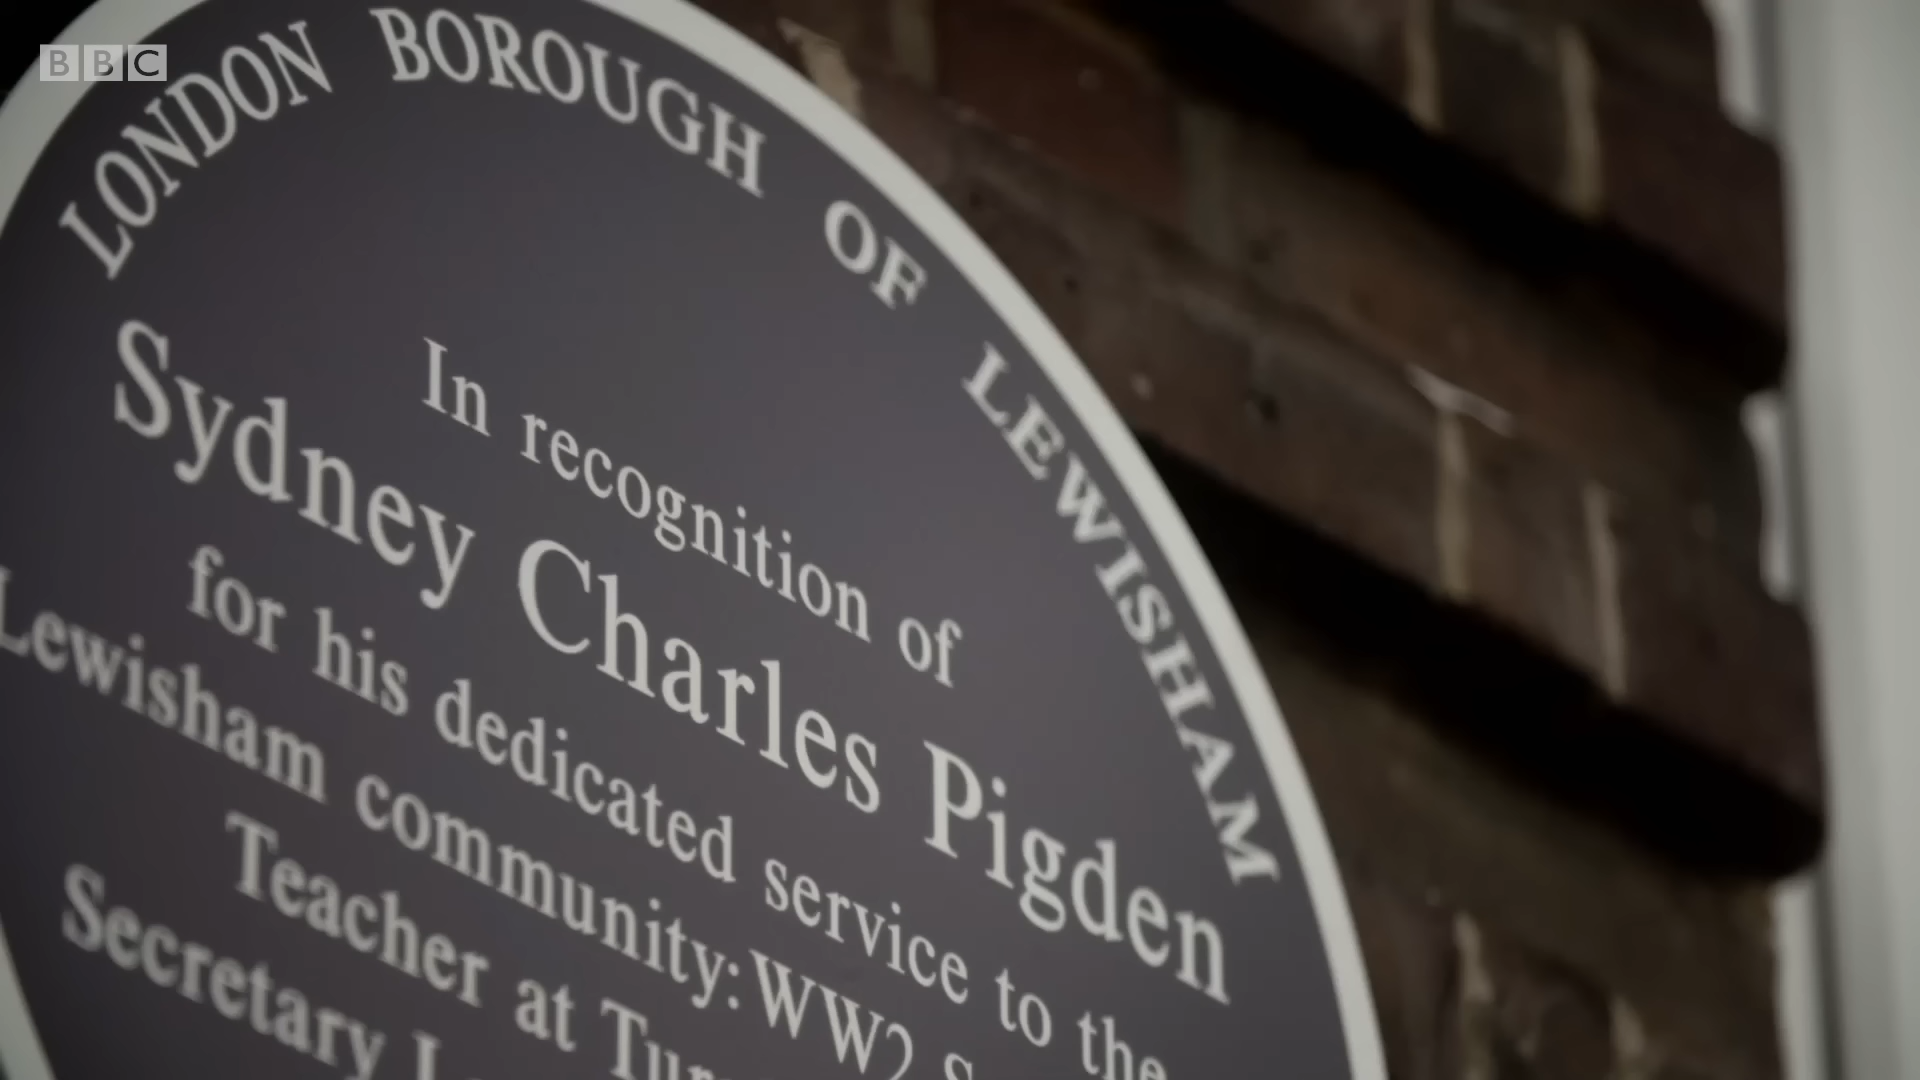 BBC
LONDON BOROUGH OF LEWISHAM
In recognition of
Sydney Charles Pigden
for his dedicated service to the
Lewisham community: WW2
Teacher at
Secretary